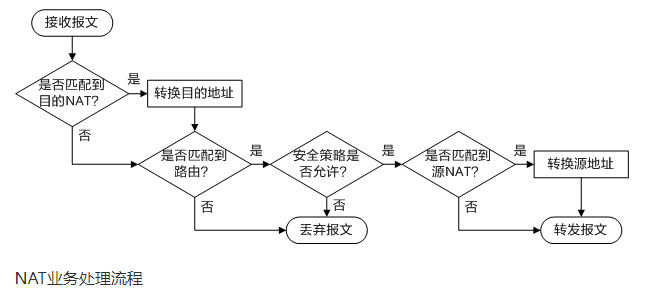 接收报文
是否匹配到
目的NAT?
是
转换目的地址
否
是否匹配到
路由?
是
安全策略是
否允许?
是
是否匹配到
源NAT?
是
转换源地址
否
否
否
丢弃报文
转发报文
NAT业务处理流程